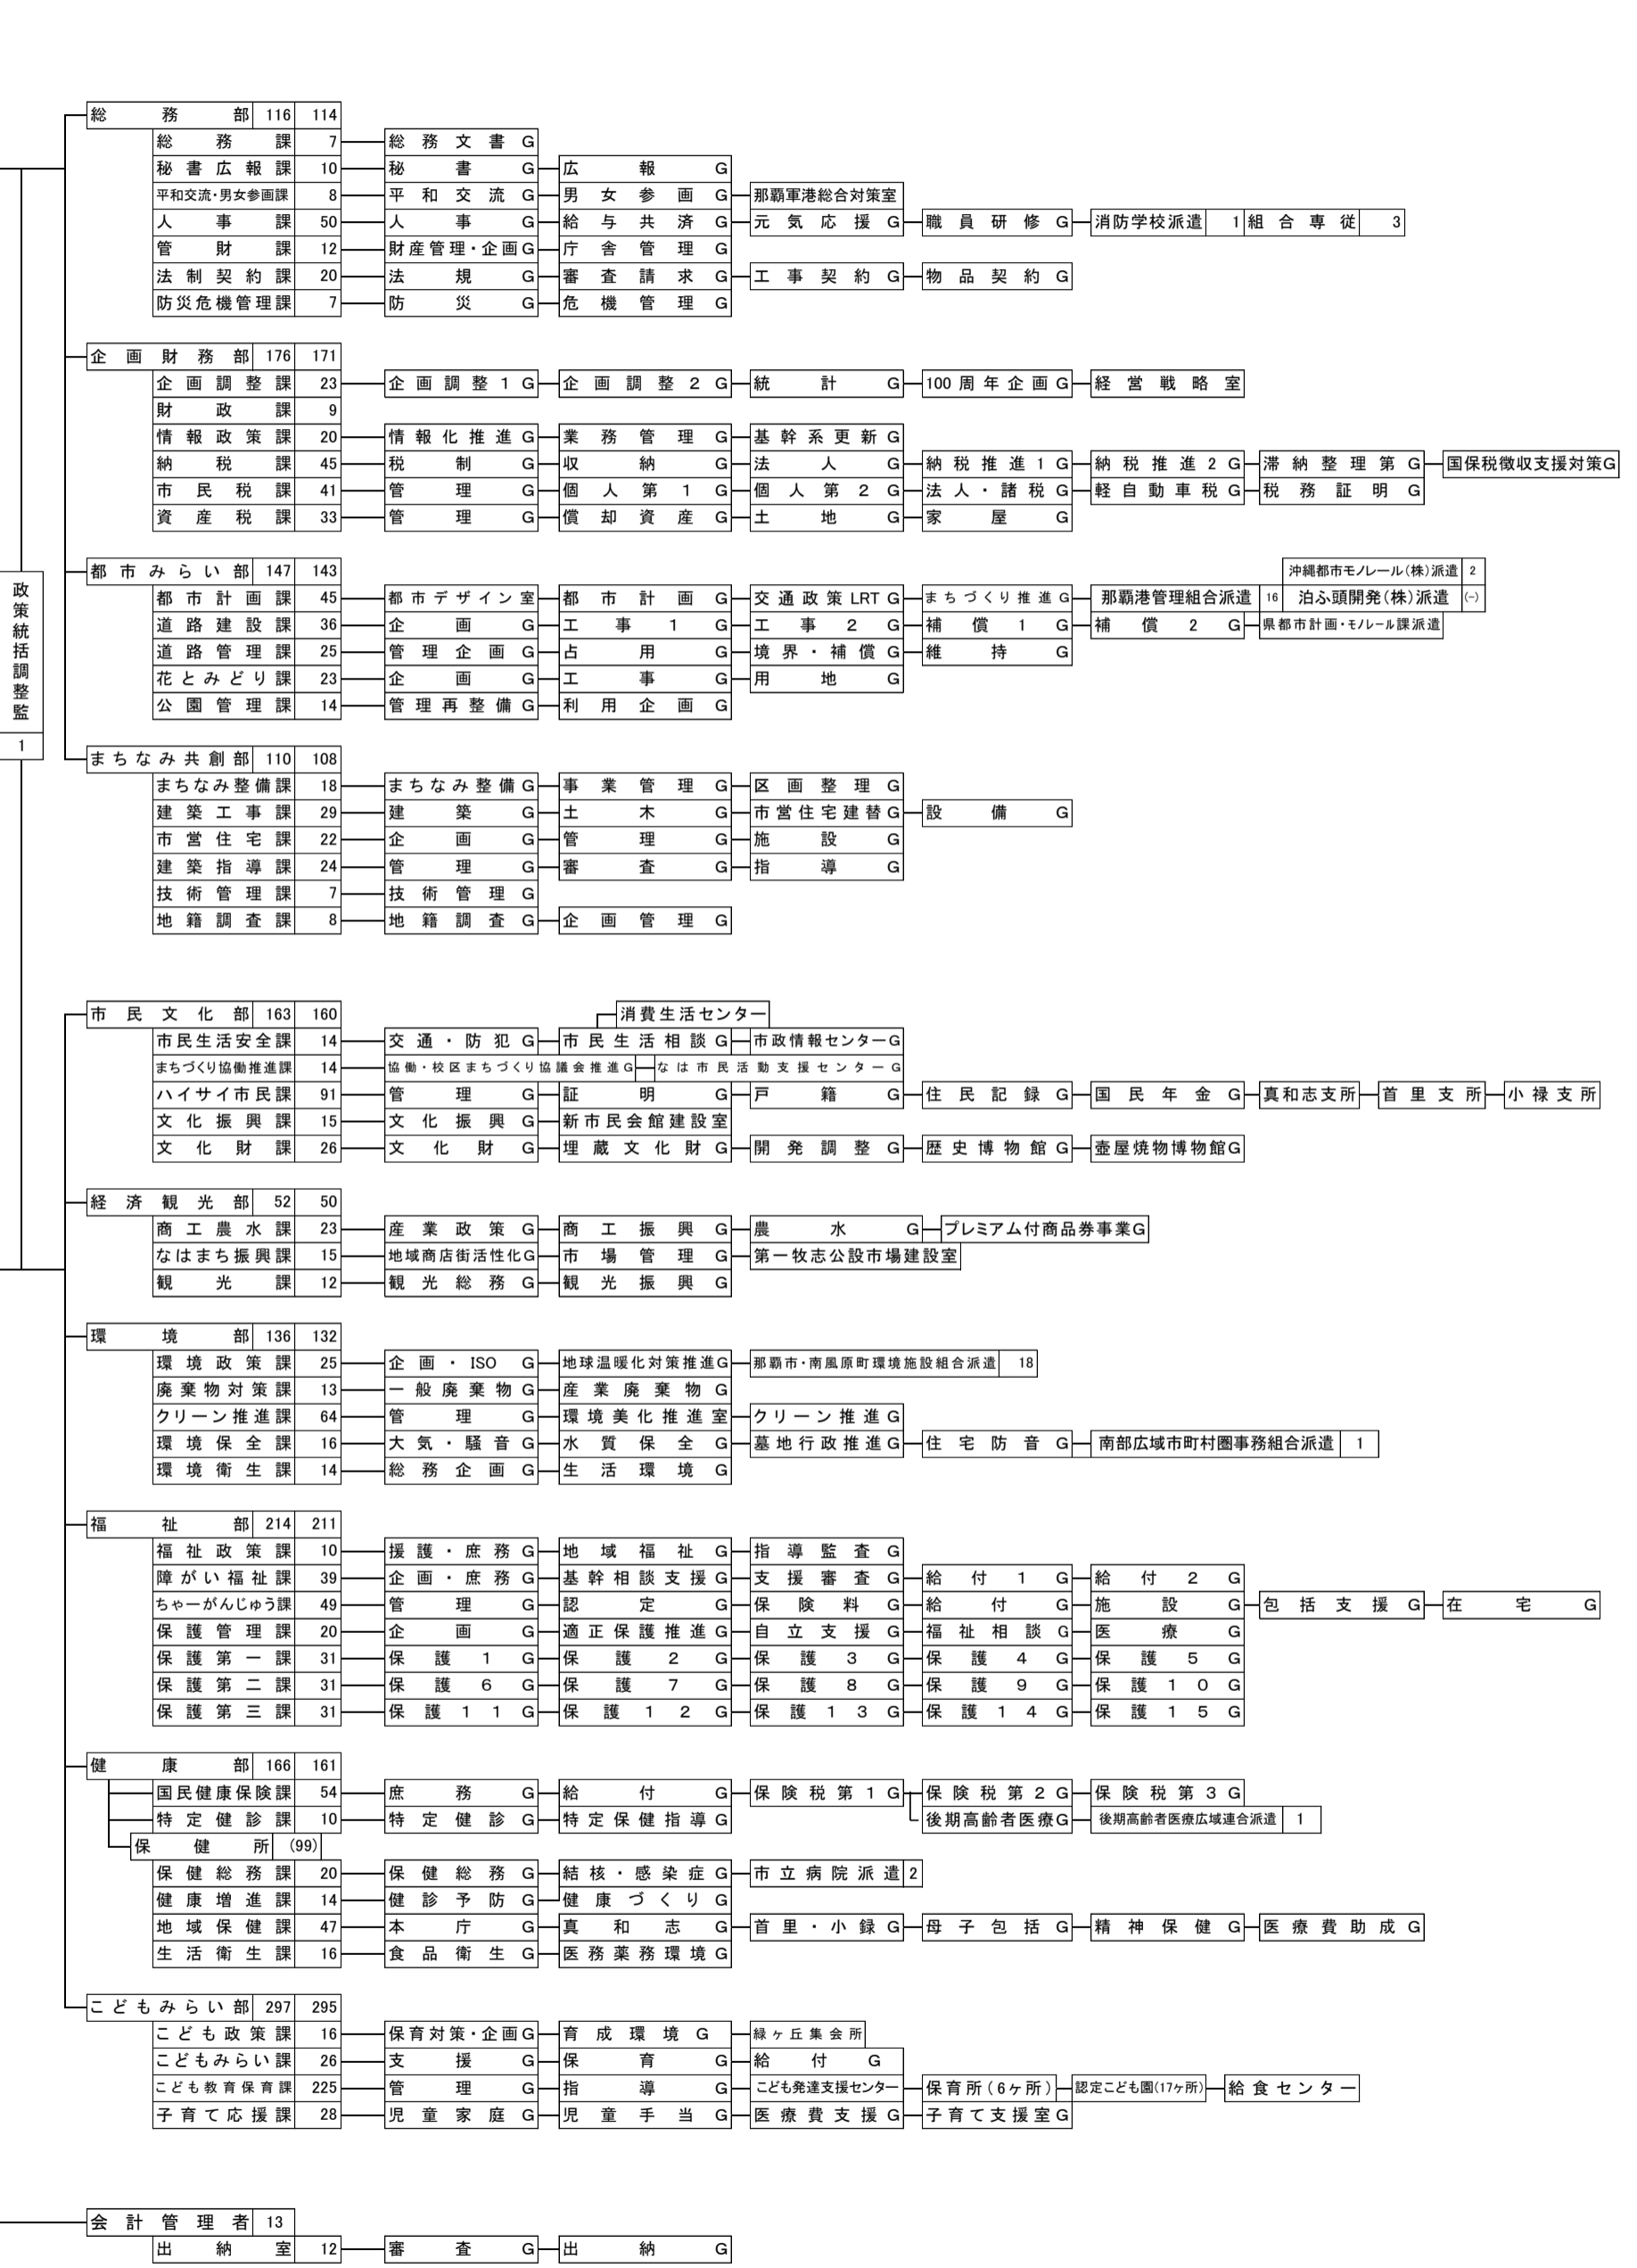 総務部 116 114
総務課 7 総務文書G
秘書広報課 10 秘書G 広報G
平和交流・男女参画課 8 平和交流G 男女参画G 那覇軍港総合対策室
人事課 50 人事G 給与共済G 元気応援G 職員研修G 消防学校派遣 1 組合専従 3
管財課 12 財産管理・企画G 庁舎管理G
法制契約課 20 法規G 審査請求G 工事契約G 物品契約G
防災危機管理課 7 防災G 危機管理G
企画財務部 176 171
企画調整課 23 企画調整1G 企画調整2G 統計G 100周年企画G 経営戦略室
財政課 9
情報政策課 20 情報化推進G 業務管理G 基幹系更新G
納税課 45 税制G 収納G 法人G 納税推進1G 納税推進2G 滞納整理第G 国保税徴収支援対策G
市民税課 41 管理G 個人第1G 個人第2G 法人・諸税G 軽自動車税G 税務証明G
資産税課 33 管理G 償却資産G 土地G 家屋G
都市みらい部 147 143 沖縄都市モノレール(株)派遣 2
都市計画課 45 都市デザイン室 都市計画G 交通政策LRTG まちづくり推進G 那覇港管理組合派遣 16 泊ふ頭開発(株)派遣 (-)
道路建設課 36 企画G 工事1G 工事2G 補償1G 補償2G 県都市計画・モノレール課派遣
道路管理課 25 管理企画G 占用G 境界・補償G 維持G
花とみどり課 23 企画G 工事G 用地G
公園管理課 14 管理再整備G 利用企画G
政策統括調整監
1
まちなみ共創部 110 108
まちなみ整備課 18 まちなみ整備G 事業管理G 区画整理G
建築工事課 29 建築G 土木G 市営住宅建替G 設備G
市営住宅課 22 企画G 管理G 施設G
建築指導課 24 管理G 審査G 指導G
技術管理課 7 技術管理G
地籍調査課 8 地籍調査G 企画管理G
市民文化部 163 160 消費生活センター
市民生活安全課 14 交通・防犯G 市民生活相談G 市政情報センターG
まちづくり協働推進課 14 協働・校区まちづくり協議会推進G なは市民活動支援センターG
ハイサイ市民課 91 管理G 証明G 戸籍G 住民記録G 国民年金G 真和志支所 首里支所 小禄支所
文化振興課 15 文化振興G 新市民会館建設室
文化財課 26 文化財G 埋蔵文化財G 開発調整G 歴史博物館G 壺屋焼物博物館G
経済観光部 52 50
商工農水課 23 産業政策G 商工振興G 農水G プレミアム付商品券事業G
なはまち振興課 15 地域商店街活性化G 市場管理G 第一牧志公設市場建設室
観光課 12 観光総務G 観光振興G
環境部 136 132
環境政策課 25 企画・ISO G 地球温暖化対策推進G 那覇市・南風原町環境施設組合派遣 18
廃棄物対策課 13 一般廃棄物G 産業廃棄物G
クリーン推進課 64 管理G 環境美化推進室 クリーン推進G
環境保全課 16 大気・騒音G 水質保全G 墓地行政推進G 住宅防音G 南部広域市町村圏事務組合派遣 1
環境衛生課 14 総務企画G 生活環境G
福祉部 214 211
福祉政策課 10 援護・庶務G 地域福祉G 指導監査G
障がい福祉課 39 企画・庶務G 基幹相談支援G 支援審査G 給付1G 給付2G
ちゃーがんじゅう課 49 管理G 認定G 保険料G 給付G 施設G 包括支援G 在宅G
保護管理課 20 企画G 適正保護推進G 自立支援G 福祉相談G 医療G
保護第一課 31 保護1G 保護2G 保護3G 保護4G 保護5G
保護第二課 31 保護6G 保護7G 保護8G 保護9G 保護10G
保護第三課 31 保護11G 保護12G 保護13G 保護14G 保護15G
健康部 166 161
国民健康保険課 54 庶務G 給付G 保険税第1G 保険税第2G 保険税第3G
特定健診課 10 特定健診G 特定保健指導G 後期高齢者医療G 後期高齢者医療広域連合派遣 1
保健所 (99)
保健総務課 20 保健総務G 結核・感染症G 市立病院派遣 2
健康増進課 14 健診予防G 健康づくりG
地域保健課 47 本庁G 真和志G 首里・小録G 母子包括G 精神保健G 医療費助成G
生活衛生課 16 食品衛生G 医務薬務環境G
こどもみらい部 297 295
こども政策課 16 保育対策・企画G 育成環境G 緑ヶ丘集会所
こどもみらい課 26 支援G 保育G 給付G
こども教育保育課 225 管理G 指導G こども発達支援センター 保育所(6ヶ所) 認定こども園(17ヶ所) 給食センター
子育て応援課 28 児童家庭G 児童手当G 医療費支援G 子育て支援室G
会計管理者 13
出納室 12 審査G 出納G